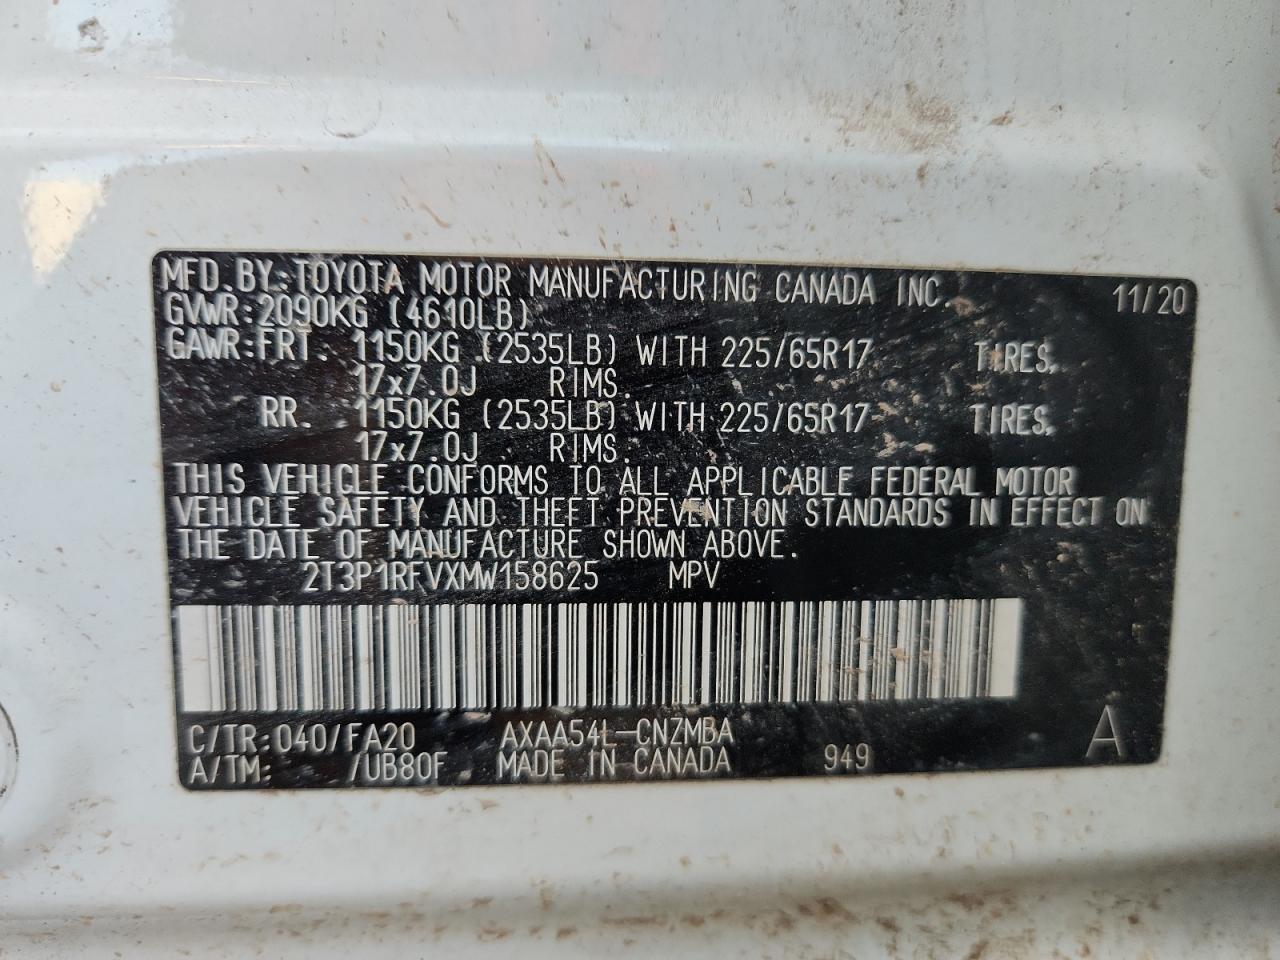 MFD.BY:TOYOTA MOTOR MANUFACTURING CANADA INC. 11/20
GVWR:2090KG (4610LB)
GAWR:FRT. 1150KG (2535LB) WITH 225/65R17 TIRES,
17x7.0J RIMS.
RR. 1150KG (2535LB) WITH 225/65R17 TIRES,
17x7.0J RIMS.
THIS VEHICLE CONFORMS TO ALL APPLICABLE FEDERAL MOTOR
VEHICLE SAFETY AND THEFT PREVENTION STANDARDS IN EFFECT ON
THE DATE OF MANUFACTURE SHOWN ABOVE.
2T3P1RFVXMW158625 MPV
C/TR:040/FA20 AXAA54L-CNZMBA A
A/TM: /UB80F MADE IN CANADA 949